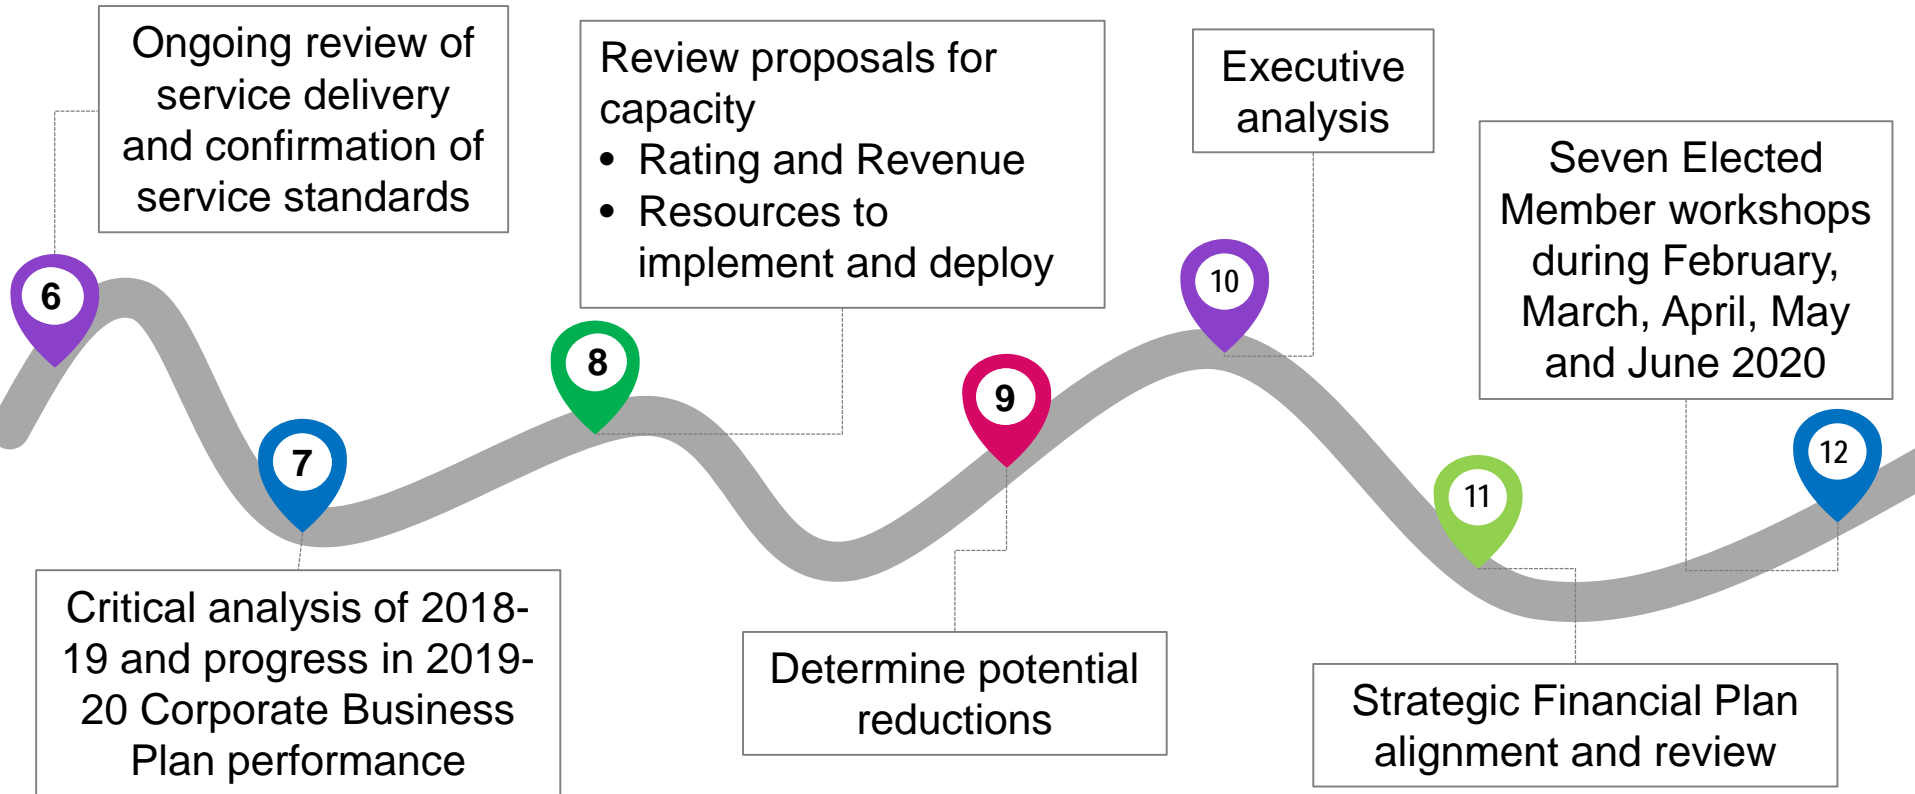 6
Ongoing review of
service delivery
and confirmation of
service standards
7
Critical analysis of 2018-
19 and progress in 2019-
20 Corporate Business
Plan performance
8
Review proposals for
capacity
• Rating and Revenue
• Resources to
implement and deploy
9
Determine potential
reductions
10
Executive
analysis
11
Strategic Financial Plan
alignment and review
12
Seven Elected
Member workshops
during February,
March, April, May
and June 2020